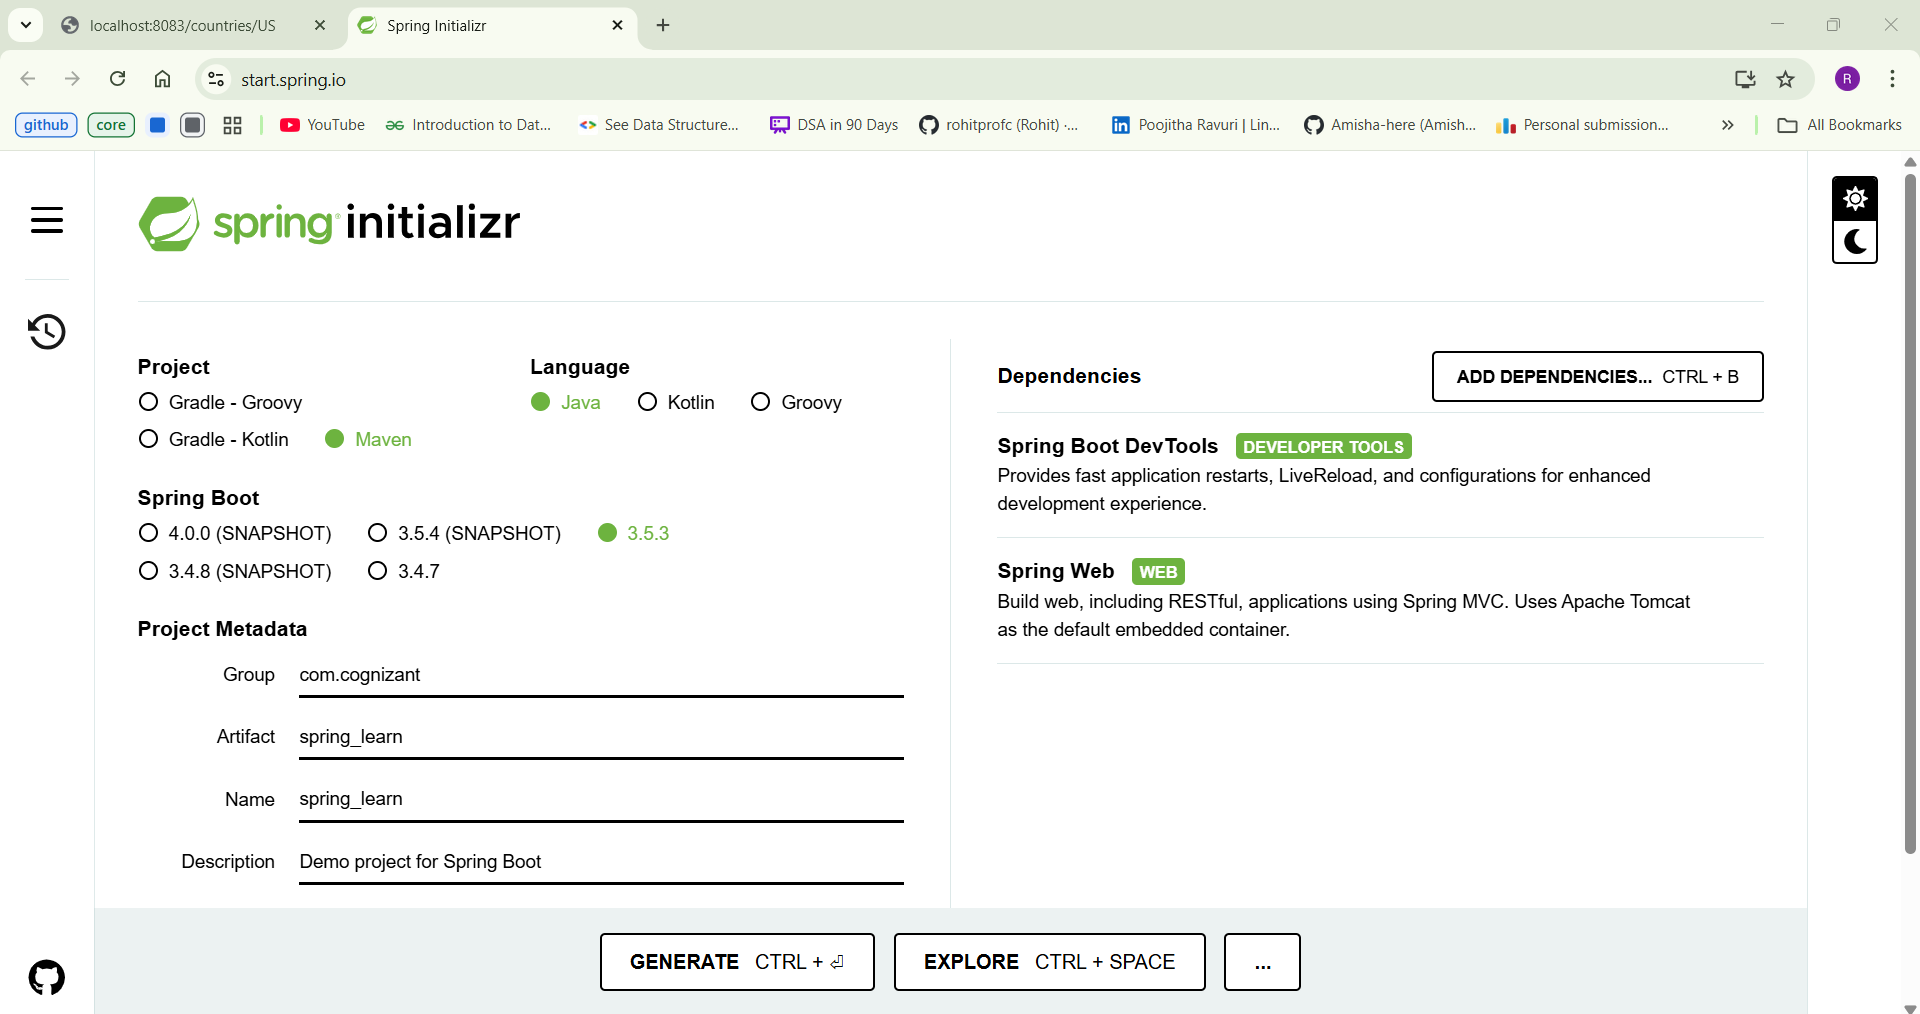 localhost:8083/countries/US
Spring Initializr
start.spring.io
R
github
core
YouTube
Introduction to Dat...
See Data Structure...
DSA in 90 Days
rohitprofc (Rohit) ·...
Poojitha Ravuri | Lin...
Amisha-here (Amish...
Personal submission...
All Bookmarks
spring initializr
Project
Gradle - Groovy
Gradle - Kotlin
Maven
Language
Java
Kotlin
Groovy
Spring Boot
4.0.0 (SNAPSHOT)
3.5.4 (SNAPSHOT)
3.5.3
3.4.8 (SNAPSHOT)
3.4.7
Project Metadata
Group
com.cognizant
Artifact
spring_learn
Name
spring_learn
Description
Demo project for Spring Boot
Dependencies
ADD DEPENDENCIES... CTRL + B
Spring Boot DevTools
DEVELOPER TOOLS
Provides fast application restarts, LiveReload, and configurations for enhanced
development experience.
Spring Web
WEB
Build web, including RESTful, applications using Spring MVC. Uses Apache Tomcat
as the default embedded container.
GENERATE CTRL + ⏎
EXPLORE CTRL + SPACE
...